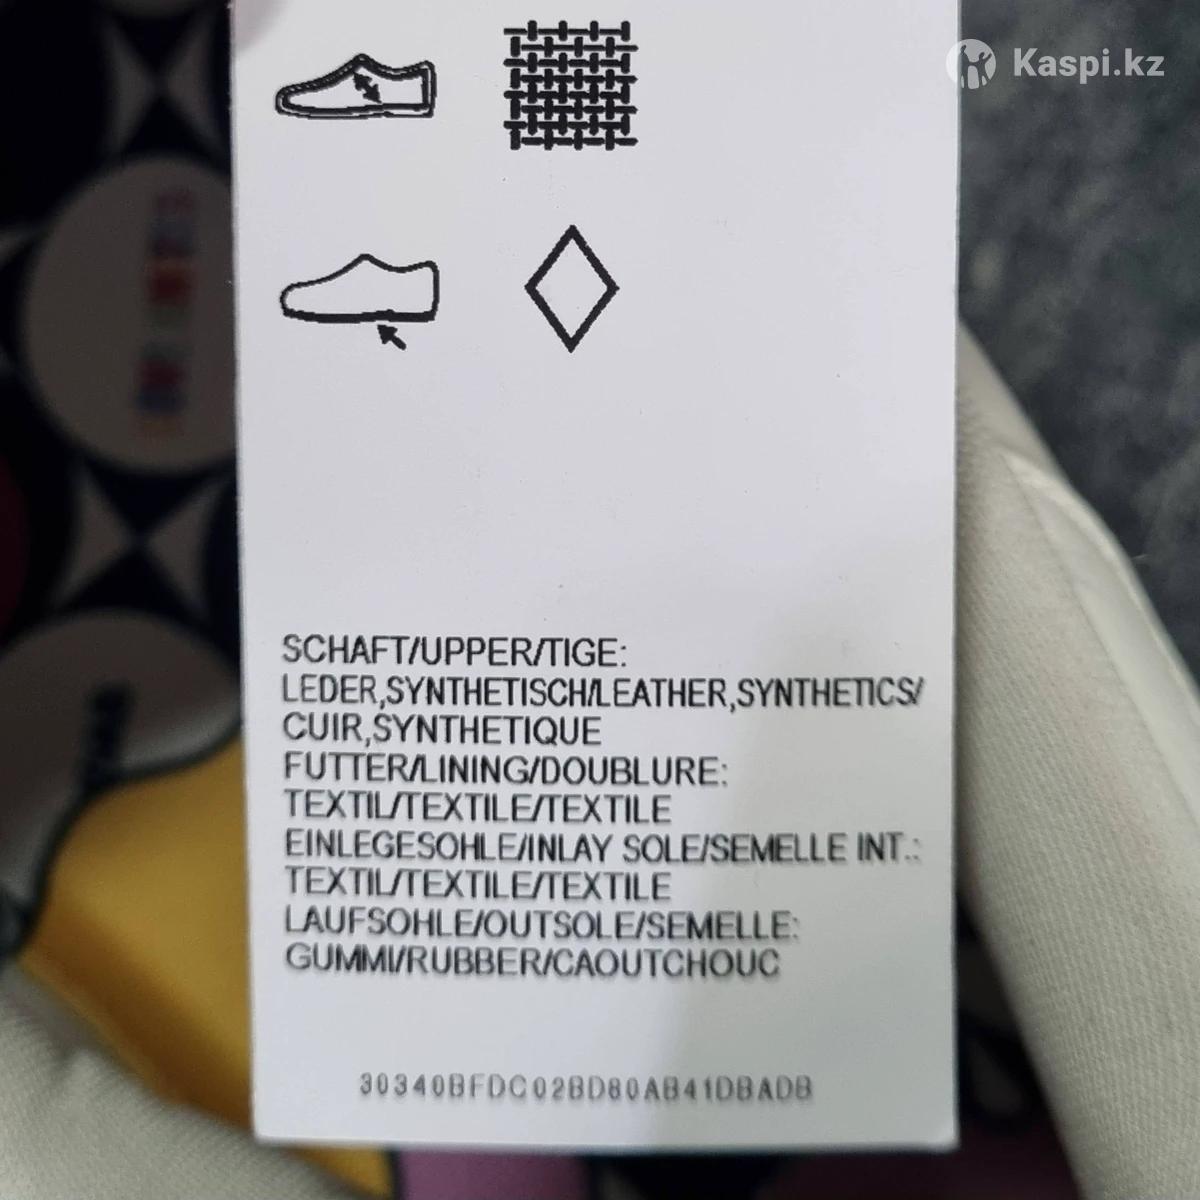 Kaspi.kz
SCHAFT/UPPER/TIGE:
LEDER,SYNTHETISCH/LEATHER,SYNTHETICS/
CUIR,SYNTHETIQUE
FUTTER/LINING/DOUBLURE:
TEXTIL/TEXTILE/TEXTILE
EINLEGESOHLE/INLAY SOLE/SEMELLE INT.:
TEXTIL/TEXTILE/TEXTILE
LAUFSOHLE/OUTSOLE/SEMELLE:
GUMMI/RUBBER/CAOUTCHOUC
30340BFDC02BD80AB41DBADB